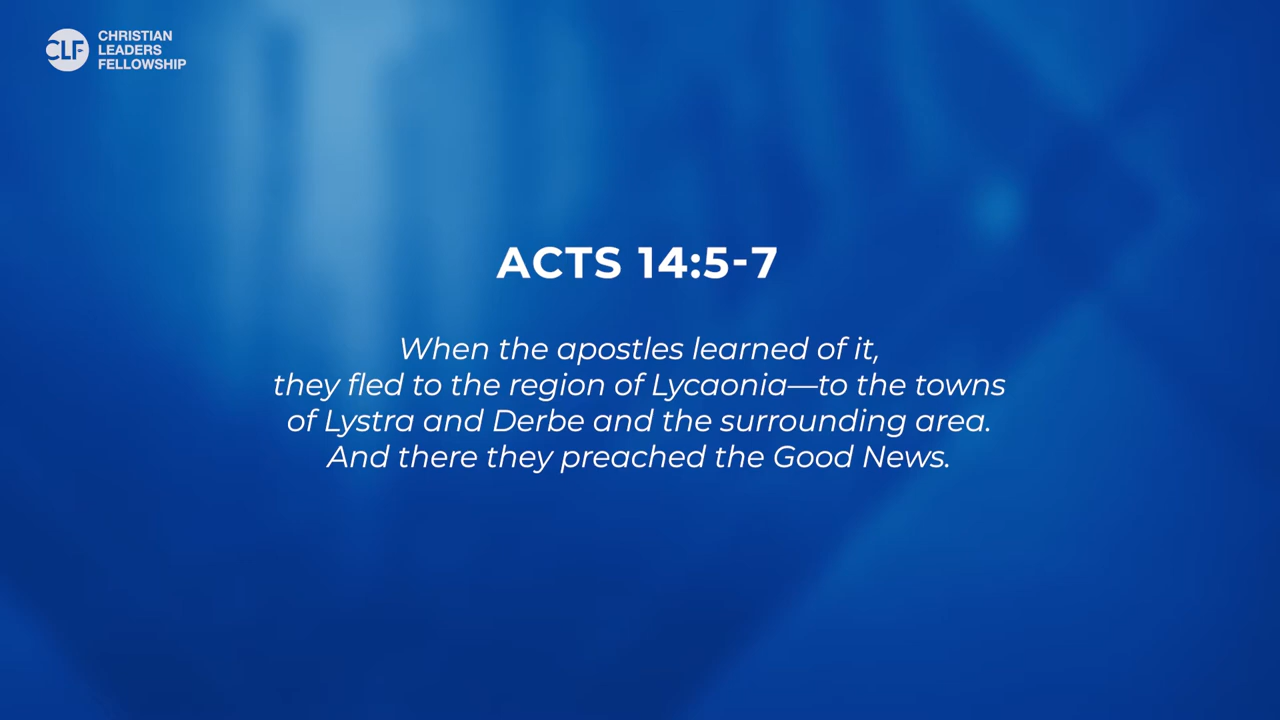 CLF
CHRISTIAN
LEADERS
FELLOWSHIP
ACTS 14:5-7
When the apostles learned of it,
they fled to the region of Lycaonia—to the towns
of Lystra and Derbe and the surrounding area.
And there they preached the Good News.